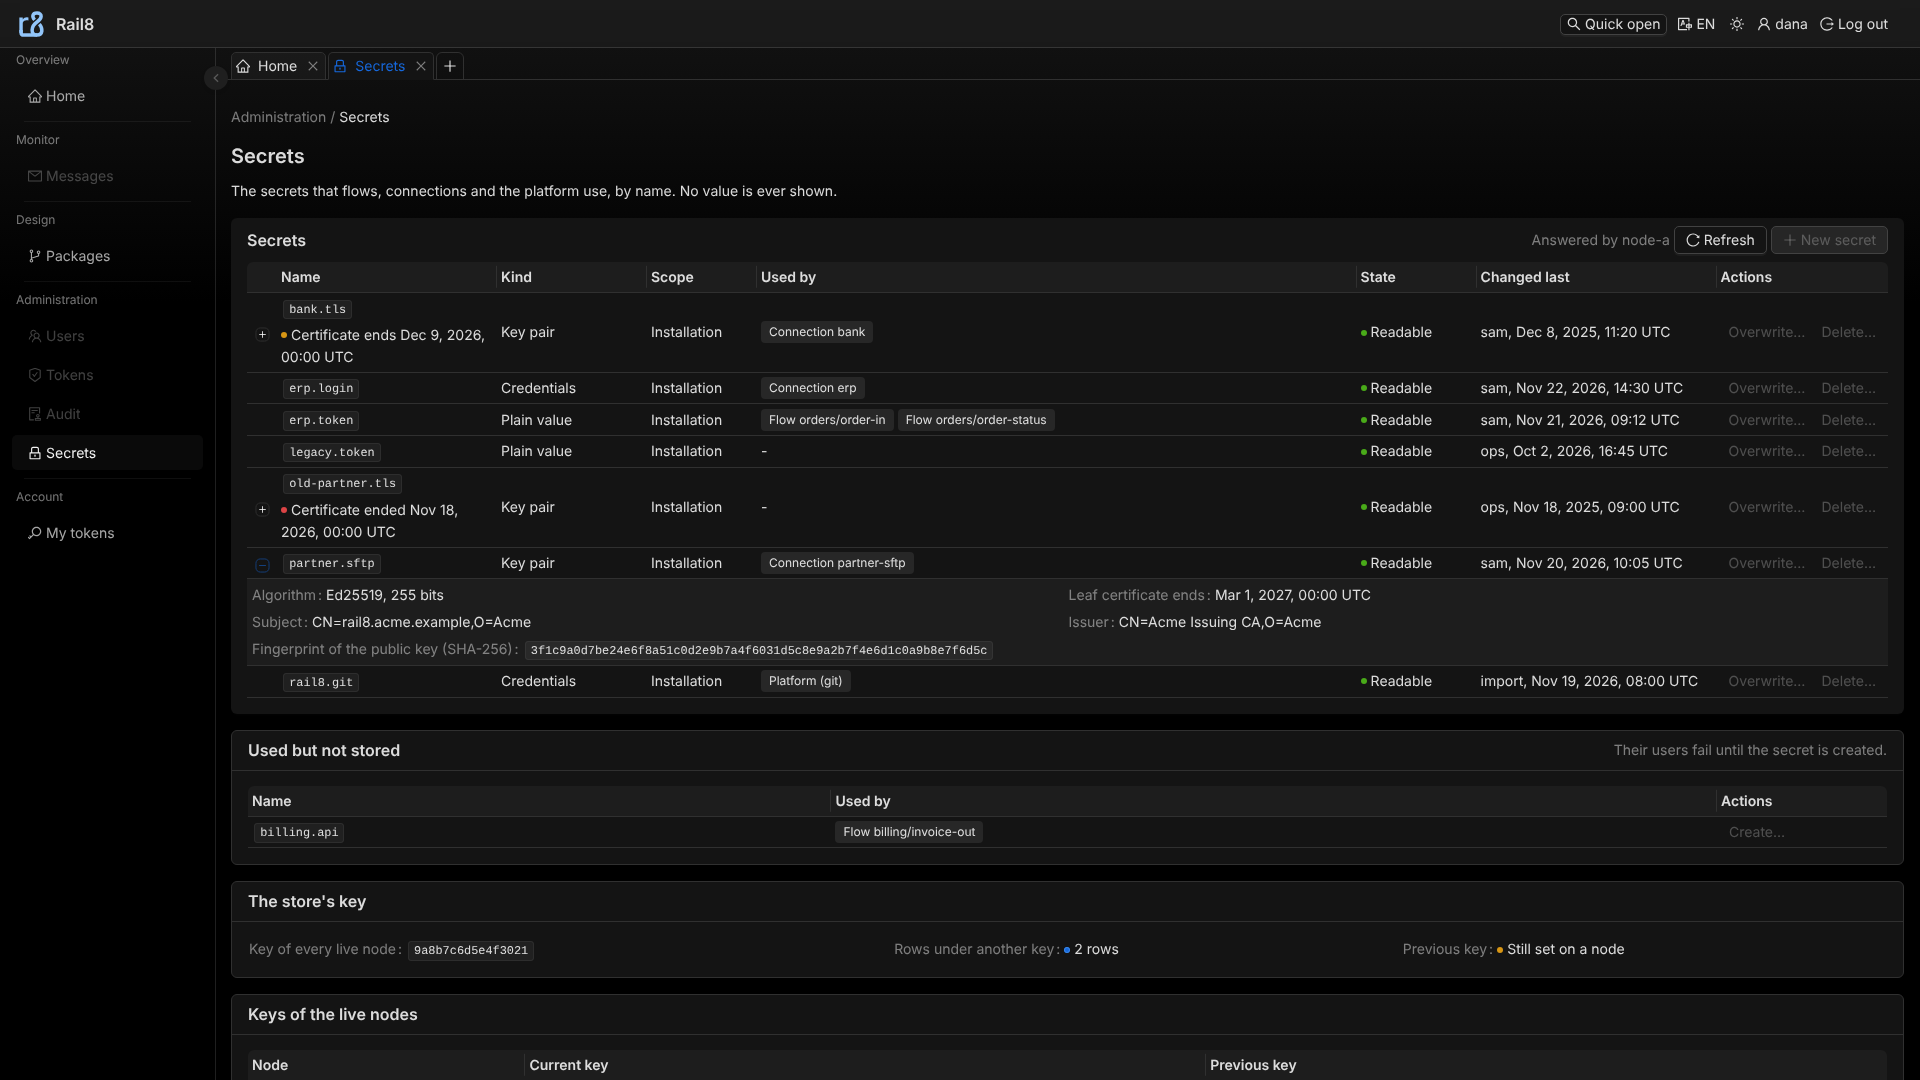 Rail8
Quick open
EN
dana
Log out
Overview
Home
Monitor
Messages
Design
Packages
Administration
Users
Tokens
Audit
Secrets
Account
My tokens
Home
Secrets
Administration / Secrets
Secrets
The secrets that flows, connections and the platform use, by name. No value is ever shown.
Secrets
Answered by node-a
Refresh
New secret
Name Kind Scope Used by State Changed last Actions
bank.tls
Certificate ends Dec 9, 2026,
00:00 UTC
Key pair Installation Connection bank Readable sam, Dec 8, 2025, 11:20 UTC Overwrite... Delete...
erp.login Credentials Installation Connection erp Readable sam, Nov 22, 2026, 14:30 UTC Overwrite... Delete...
erp.token Plain value Installation Flow orders/order-in Flow orders/order-status Readable sam, Nov 21, 2026, 09:12 UTC Overwrite... Delete...
legacy.token Plain value Installation - Readable ops, Oct 2, 2026, 16:45 UTC Overwrite... Delete...
old-partner.tls
Certificate ended Nov 18,
2026, 00:00 UTC
Key pair Installation - Readable ops, Nov 18, 2025, 09:00 UTC Overwrite... Delete...
partner.sftp Key pair Installation Connection partner-sftp Readable sam, Nov 20, 2026, 10:05 UTC Overwrite... Delete...
Algorithm: Ed25519, 255 bits
Leaf certificate ends: Mar 1, 2027, 00:00 UTC
Subject: CN=rail8.acme.example,O=Acme
Issuer: CN=Acme Issuing CA,O=Acme
Fingerprint of the public key (SHA-256): 3f1c9a0d7be24e6f8a51c0d2e9b7a4f6031d5c8e9a2b7f4e6d1c0a9b8e7f6d5c
rail8.git Credentials Installation Platform (git) Readable import, Nov 19, 2026, 08:00 UTC Overwrite... Delete...
Used but not stored
Their users fail until the secret is created.
Name Used by Actions
billing.api Flow billing/invoice-out Create...
The store's key
Key of every live node: 9a8b7c6d5e4f3021
Rows under another key: 2 rows
Previous key: Still set on a node
Keys of the live nodes
Node Current key Previous key